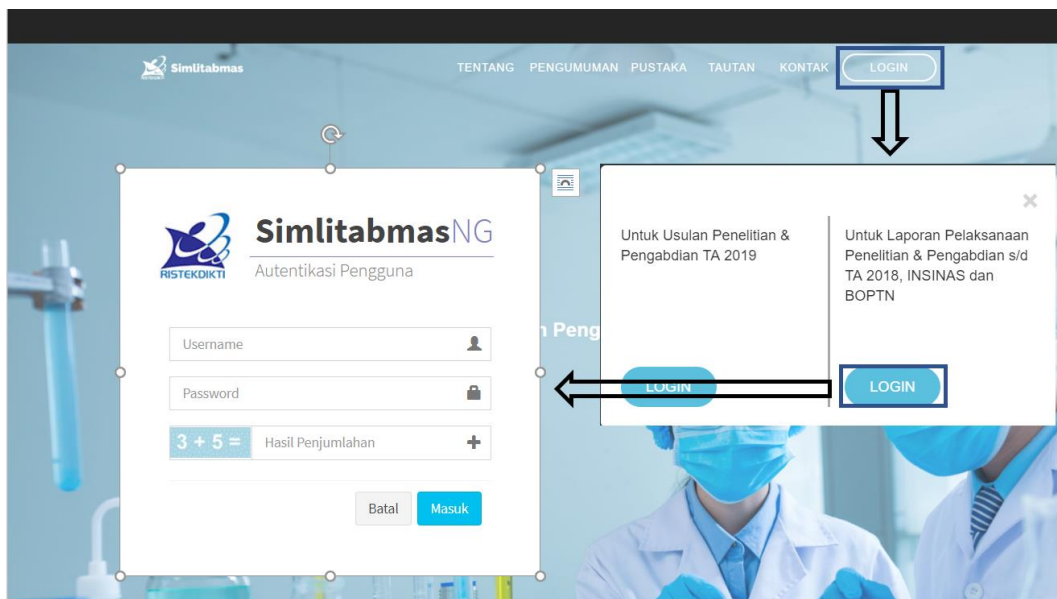 Simlitabmas
TENTANG PENGUMUMAN PUSTAKA TAUTAN KONTAK LOGIN
Untuk Usulan Penelitian &
Pengabdian TA 2019
LOGIN
Untuk Laporan Pelaksanaan
Penelitian & Pengabdian s/d
TA 2018, INSINAS dan
BOPTN
LOGIN
RISTEKDIKTI
SimlitabmasNG
Autentikasi Pengguna
Username
Password
3 + 5 = Hasil Penjumlahan
Batal Masuk
Peng